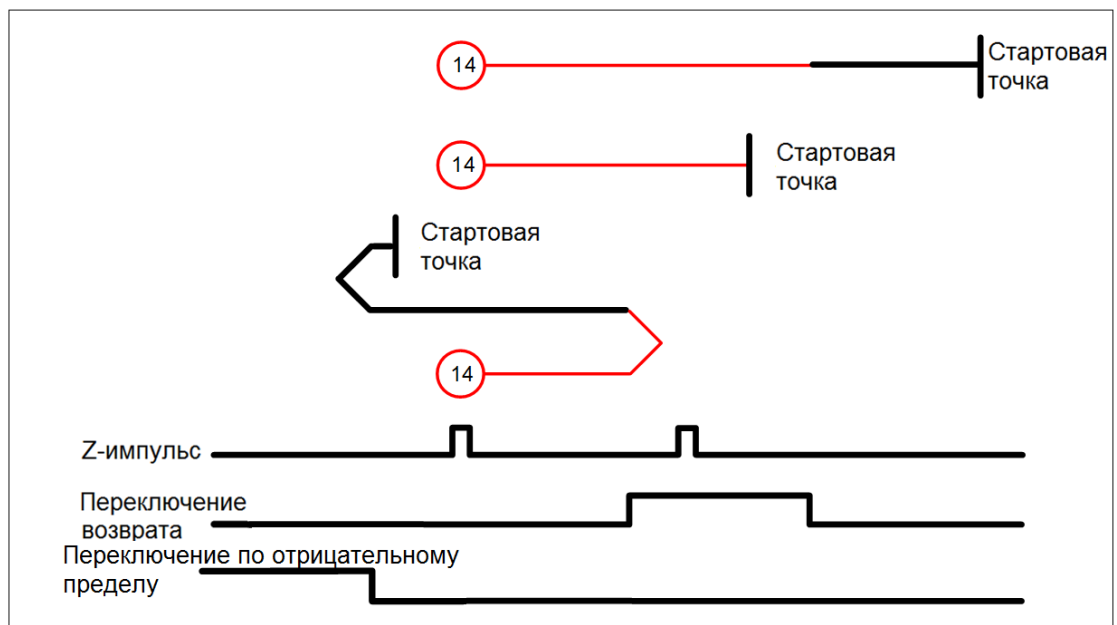 14
Стартовая
точка
14
Стартовая
точка
Стартовая
точка
14
Z-импульс
Переключение
возврата
Переключение по отрицательному
пределу